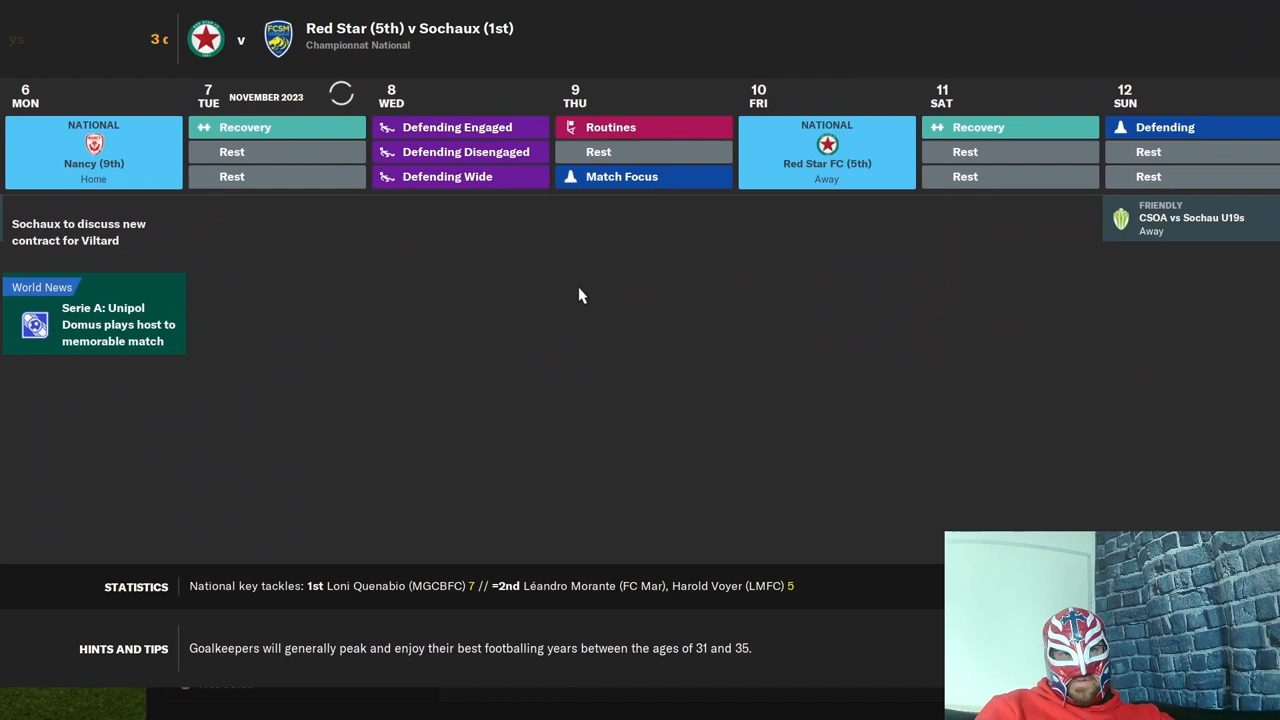 ys
3 d
v
Red Star (5th) v Sochaux (1st)
Championnat National
6
MON
7
TUE
NOVEMBER 2023
8
WED
9
THU
10
FRI
11
SAT
12
SUN
NATIONAL
Nancy (9th)
Home
Recovery
Rest
Rest
Defending Engaged
Defending Disengaged
Defending Wide
Routines
Rest
Match Focus
NATIONAL
Red Star FC (5th)
Away
Recovery
Rest
Rest
Defending
Rest
Rest
Sochaux to discuss new
contract for Viltard
FRIENDLY
CSOA vs Sochau U19s
Away
World News
Serie A: Unipol
Domus plays host to
memorable match
STATISTICS
National key tackles: 1st Loni Quenabio (MGCBFC) 7 // =2nd Léandro Morante (FC Mar), Harold Voyer (LMFC) 5
HINTS AND TIPS
Goalkeepers will generally peak and enjoy their best footballing years between the ages of 31 and 35.